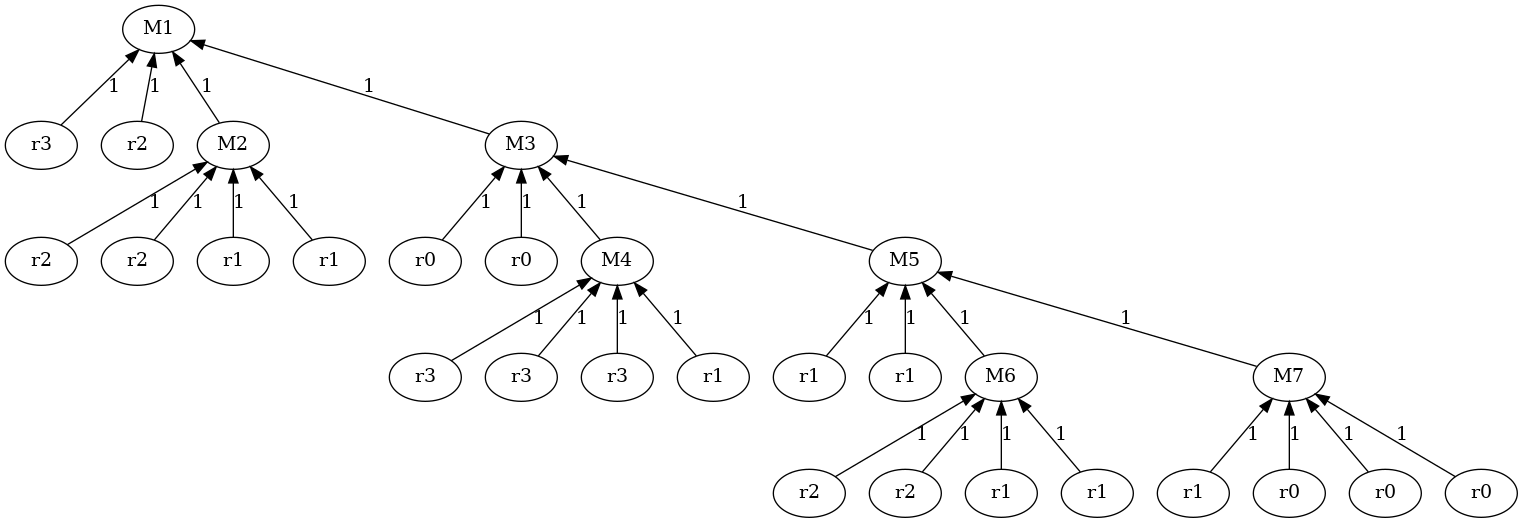 M1
1 1 1 1
r3 r2 M2 M3
1 1 1 1 1 1 1 1
r2 r2 r1 r1 r0 r0 M4 M5
1 1 1 1 1 1 1 1
r3 r3 r3 r1 r1 r1 M6 M7
1 1 1 1 1 1 1 1
r2 r2 r1 r1 r1 r0 r0 r0